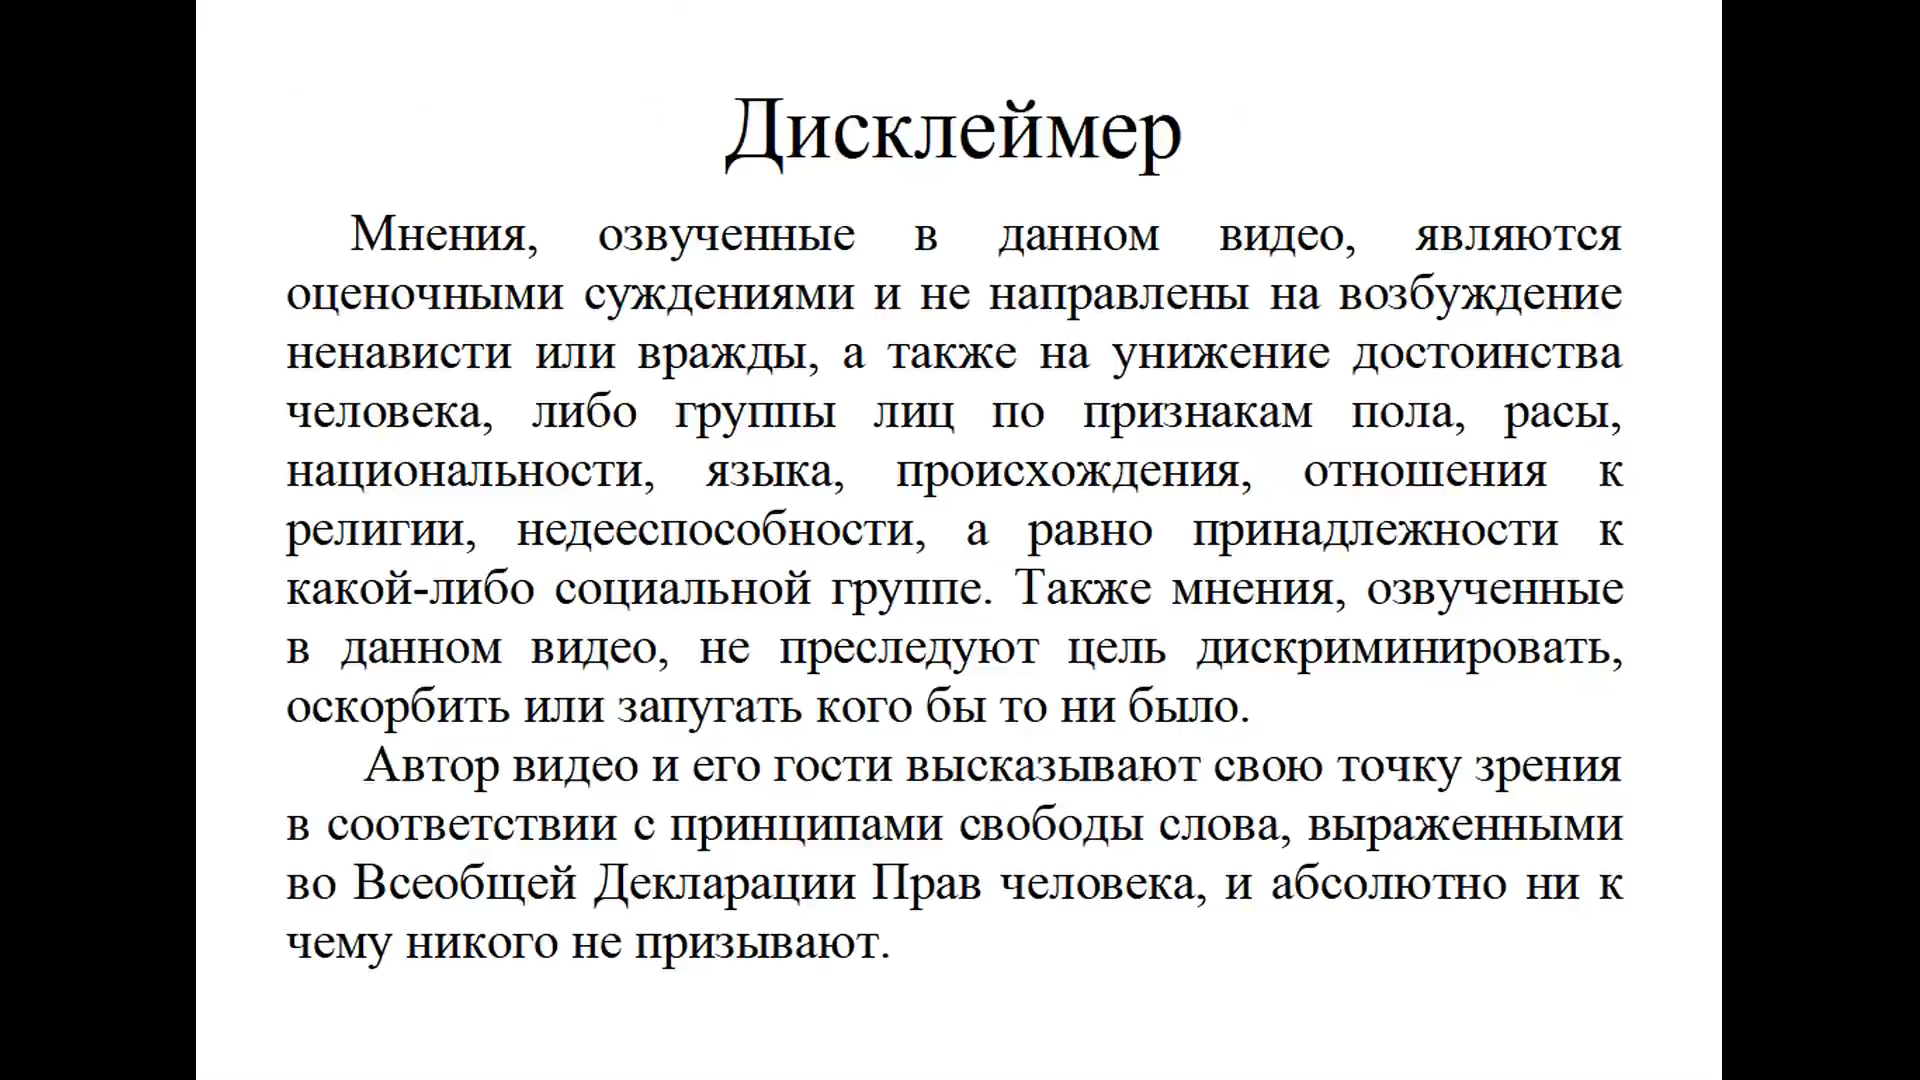 Дисклеймер
Мнения, озвученные в данном видео, являются
оценочными суждениями и не направлены на возбуждение
ненависти или вражды, а также на унижение достоинства
человека, либо группы лиц по признакам пола, расы,
национальности, языка, происхождения, отношения к
религии, недееспособности, а равно принадлежности к
какой-либо социальной группе. Также мнения, озвученные
в данном видео, не преследуют цель дискриминировать,
оскорбить или запугать кого бы то ни было.
Автор видео и его гости высказывают свою точку зрения
в соответствии с принципами свободы слова, выраженными
во Всеобщей Декларации Прав человека, и абсолютно ни к
чему никого не призывают.